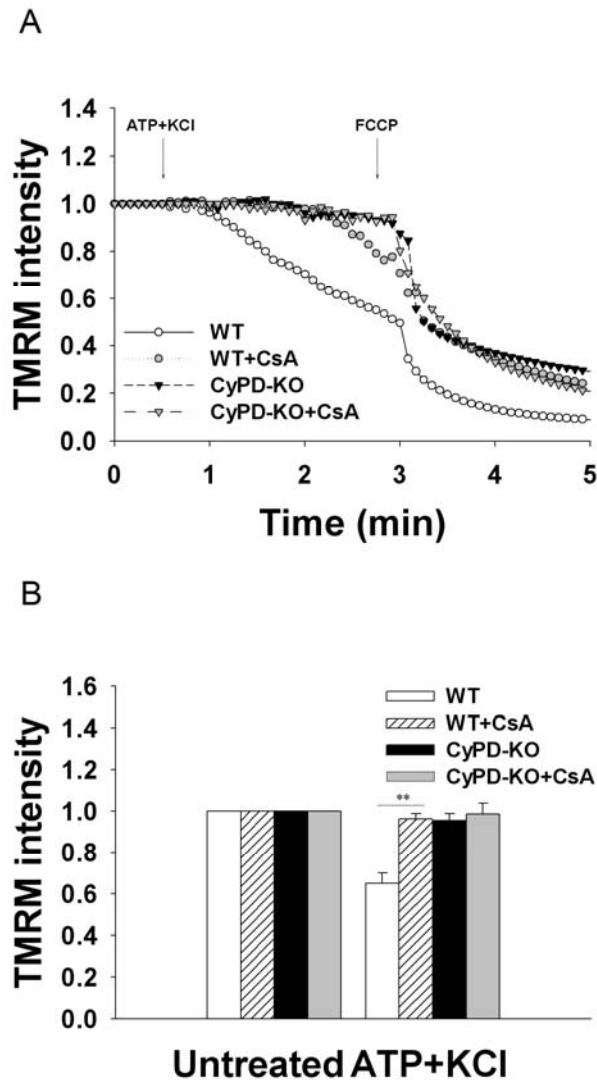 A
1.4
1.2
1.0
0.8
0.6
0.4
0.2
0.0
TMRM intensity
ATP+KCl
FCCP
WT
WT+CsA
CyPD-KO
CyPD-KO+CsA
0 1 2 3 4 5
Time (min)
B
1.6
1.4
1.2
1.0
0.8
0.6
0.4
0.2
0.0
TMRM intensity
WT
WT+CsA
CyPD-KO
CyPD-KO+CsA
**
Untreated ATP+KCl